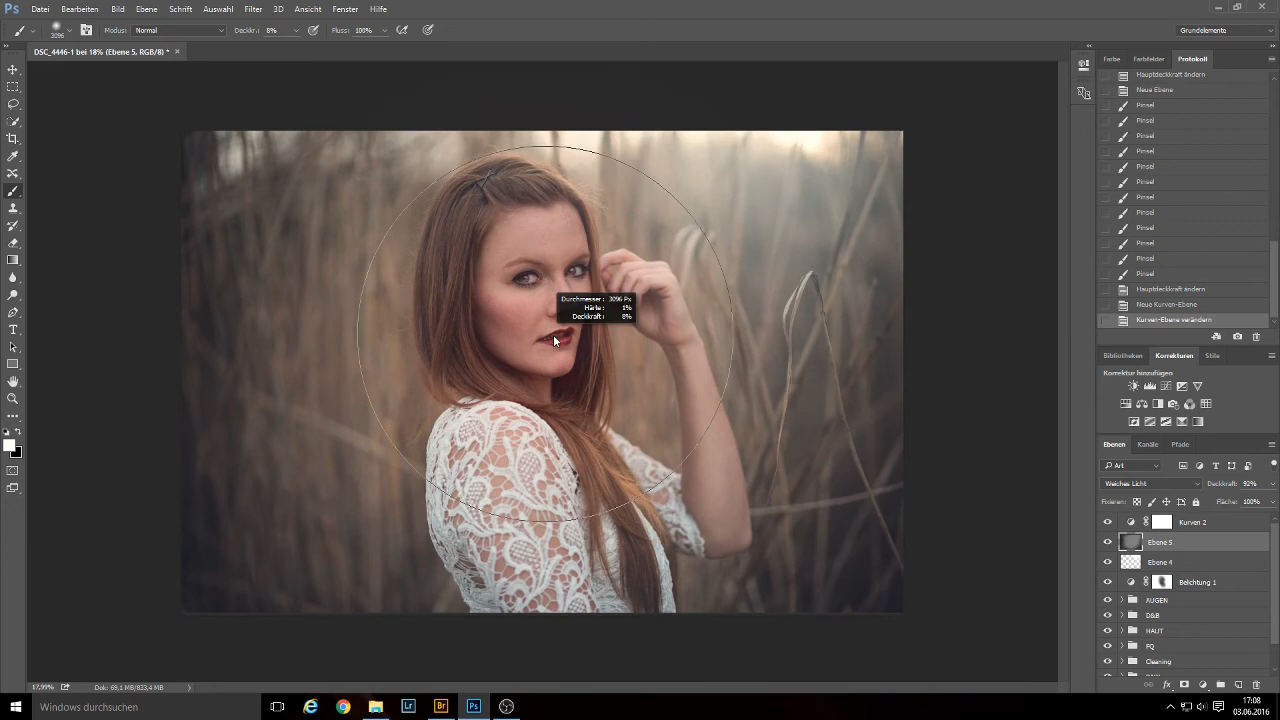 Ps Datei Bearbeiten Bild Ebene Schrift Auswahl Filter 3D Ansicht Fenster Hilfe
3096 Modus: Normal Deckkr.: 8% Fluss: 100% Grundelemente
DSC_4446-1 bei 18% (Ebene 5, RGB/8) * ×
Farbe Farbfelder Protokoll
Hauptdeckkraft ändern
Neue Ebene
Pinsel
Pinsel
Pinsel
Pinsel
Pinsel
Pinsel
Pinsel
Pinsel
Pinsel
Pinsel
Pinsel
Pinsel
Hauptdeckkraft ändern
Neue Kurven-Ebene
Kurven-Ebene verändern
Durchmesser: 3096 Px
Härte: 1%
Deckkraft: 8%
Bibliotheken Korrekturen Stile
Korrektur hinzufügen
Ebenen Kanäle Pfade
Art
Weiches Licht Deckkraft: 92%
Fixieren: Fläche: 100%
Kurven 2
Ebene 5
Ebene 4
Belichtung 1
AUGEN
D&B
HAUT
FQ
Cleaning
17,99% Dok: 69,1 MB/833,4 MB
Windows durchsuchen
Lr Br Ps
17:08
03.06.2016